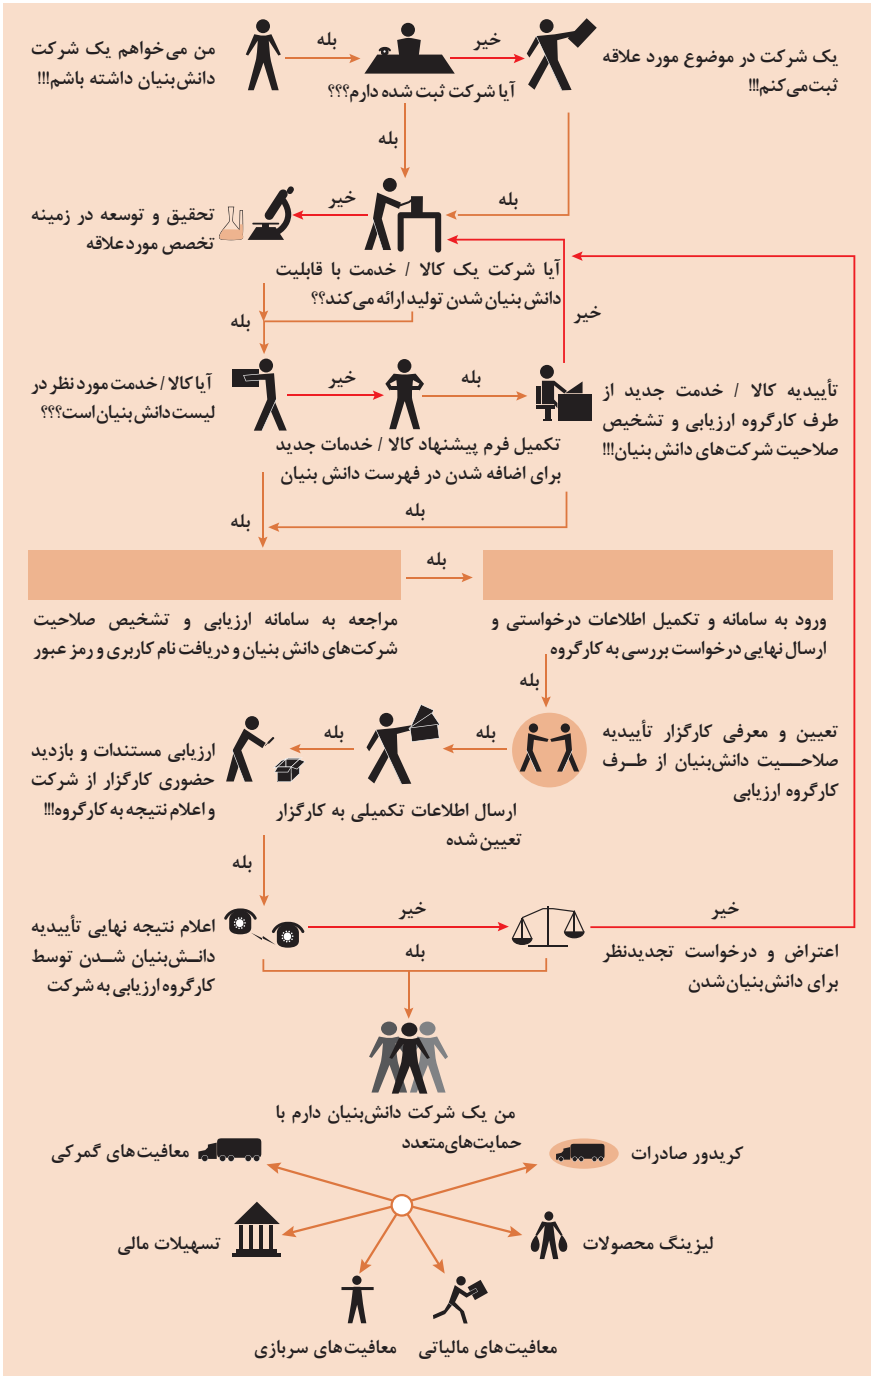 من می‌خواهم یک شرکت
دانش‌بنیان داشته باشم!!!
بله
آیا شرکت ثبت شده دارم؟؟؟
خیر
یک شرکت در موضوع مورد علاقه
ثبت‌می‌کنم!!!
بله
بله
خیر
تحقیق و توسعه در زمینه
تخصص موردعلاقه
آیا شرکت یک کالا / خدمت با قابلیت
دانش‌بنیان شدن تولید ارائه می‌کند؟؟
بله
خیر
آیا کالا / خدمت مورد نظر در
لیست دانش‌بنیان است؟؟؟
خیر
تکمیل فرم پیشنهاد کالا / خدمات جدید
برای اضافه شدن در فهرست دانش بنیان
بله
تأییدیه کالا / خدمت جدید از
طرف کارگروه ارزیابی و تشخیص
صلاحیت شرکت‌های دانش بنیان!!!
بله
بله
بله
مراجعه به سامانه ارزیابی و تشخیص صلاحیت
شرکت‌های دانش بنیان و دریافت نام کاربری و رمز عبور
ورود به سامانه و تکمیل اطلاعات درخواستی و
ارسال نهایی درخواست بررسی به کارگروه
بله
تعیین و معرفی کارگزار تأییدیه
صلاحــــیت دانش‌بنیان از طــرف
کارگروه ارزیابی
بله
ارسال اطلاعات تکمیلی به کارگزار
تعیین شده
بله
ارزیابی مستندات و بازدید
حضوری کارگزار از شرکت
و اعلام نتیجه به کارگروه!!!
بله
اعلام نتیجه نهایی تأییدیه
دانــش‌بنیان شــدن توسط
کارگروه ارزیابی به شرکت
خیر
اعتراض و درخواست تجدیدنظر
برای دانش‌بنیان‌شدن
خیر
بله
من یک شرکت دانش‌بنیان دارم با
حمایت‌های‌متعدد
کریدور صادرات
معافیت‌های گمرکی
لیزینگ محصولات
تسهیلات مالی
معافیت‌های مالیاتی
معافیت‌های سربازی